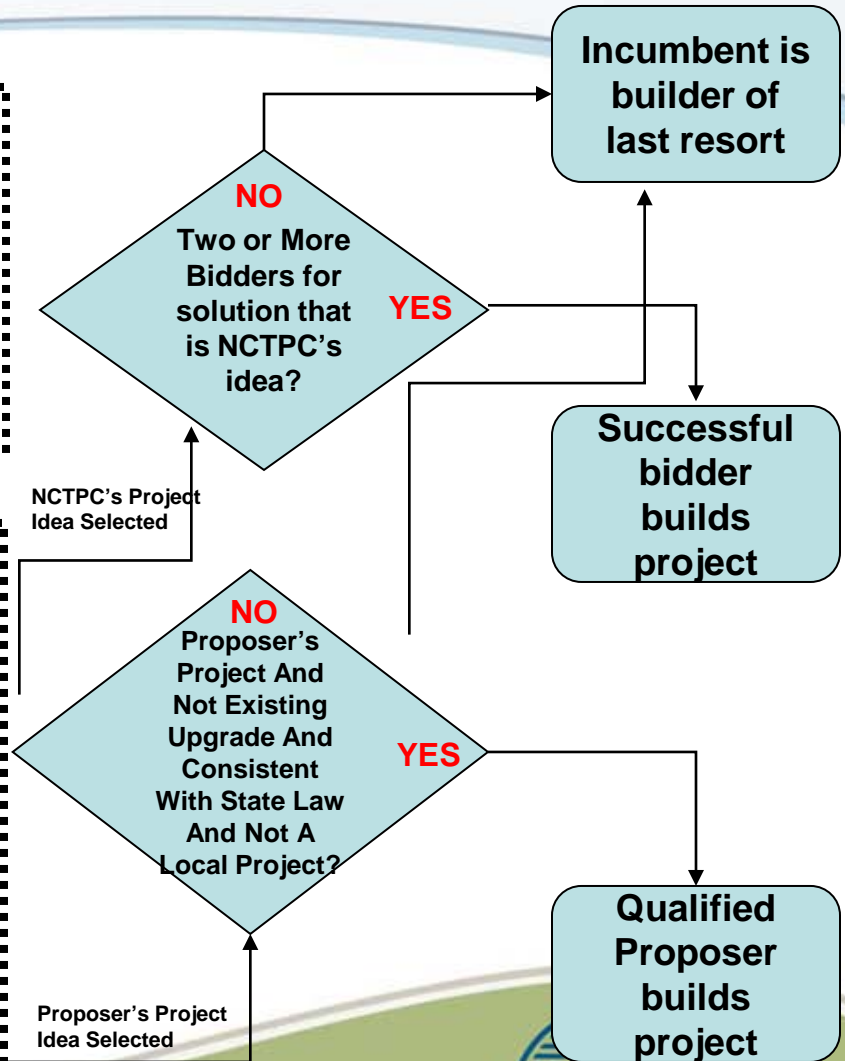 Incumbent is
builder of
last resort
NO
Two or More
Bidders for
solution that
is NCTPC’s
idea?
YES
Successful
bidder
builds
project
NCTPC’s Project
Idea Selected
NO
Proposer’s
Project And
Not Existing
Upgrade And
Consistent
With State Law
And Not A
Local Project?
YES
Qualified
Proposer
builds
project
Proposer’s Project
Idea Selected